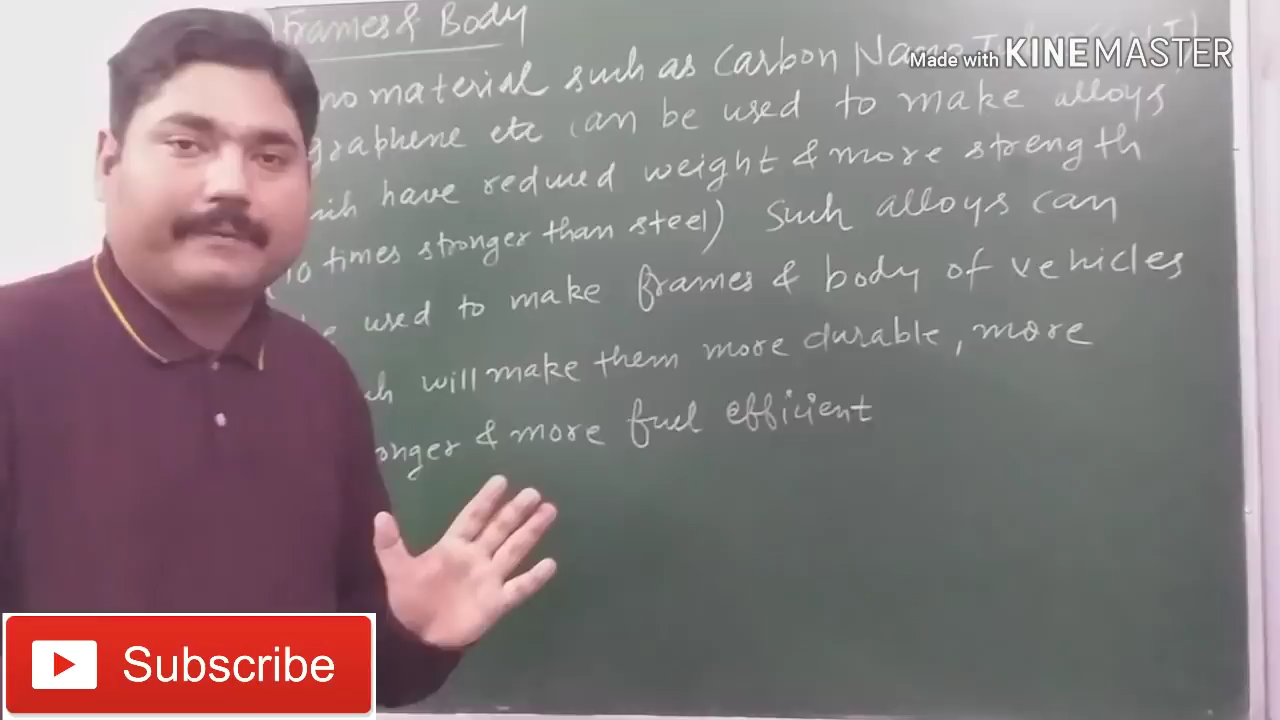 Frames & Body
no material such as Carbon Nano
graphene etc can be used to make alloys
have reduced weight & more strength
10 times stronger than steel) Such alloys can
used to make frames & body of vehicles
will make them more durable, more
onger & more fuel efficient
Made with KINEMASTER
Subscribe